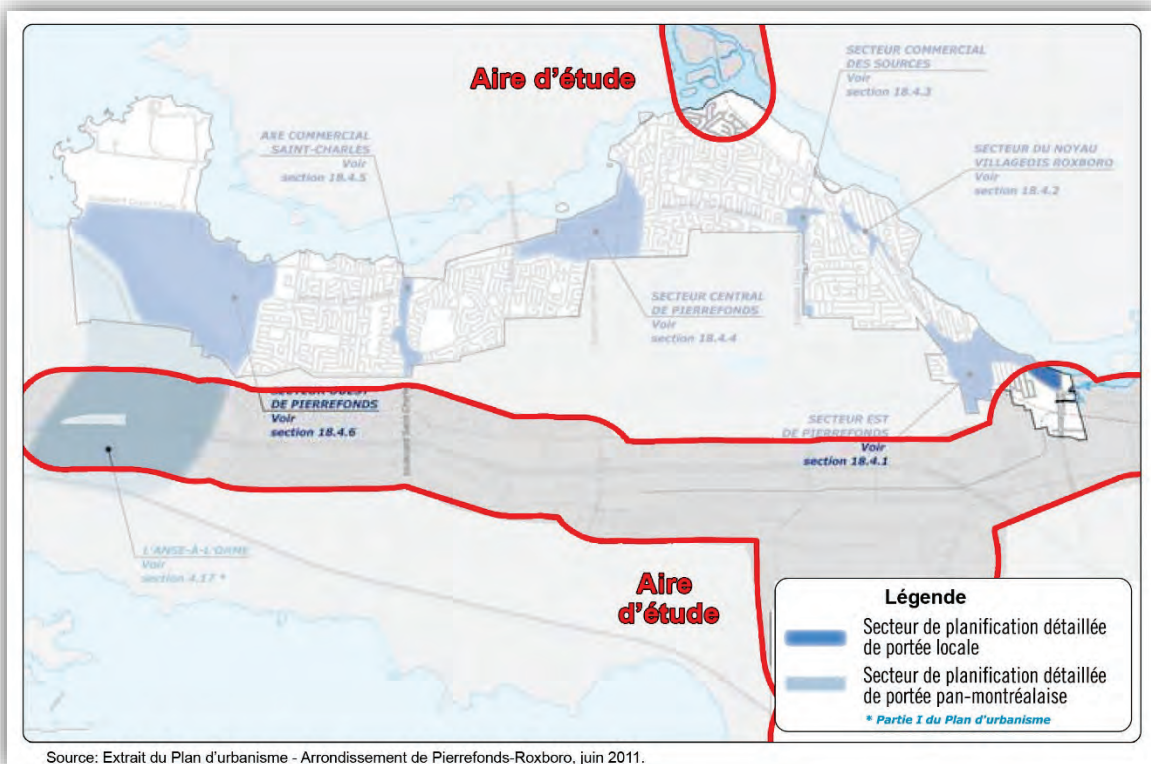 Aire d'étude
SECTEUR COMMERCIAL
DES SOURCES
Voir
section 18.4.3
AXE COMMERCIAL
SAINT-CHARLES
Voir
section 18.4.5
SECTEUR DU NOYAU
VILLAGEOIS ROXBORO
Voir
section 18.4.2
SECTEUR CENTRAL
DE PIERREFONDS
Voir
section 18.4.4
SECTEUR OUEST
DE PIERREFONDS
Voir
section 18.4.6
SECTEUR EST
DE PIERREFONDS
Voir
section 18.4.1
L'ANSE-À-L'ORME
Voir
section 4.17 *
Aire
d'étude
Légende
Secteur de planification détaillée
de portée locale
Secteur de planification détaillée
de portée pan-montréalaise
* Partie I du Plan d'urbanisme
Source: Extrait du Plan d'urbanisme - Arrondissement de Pierrefonds-Roxboro, juin 2011.